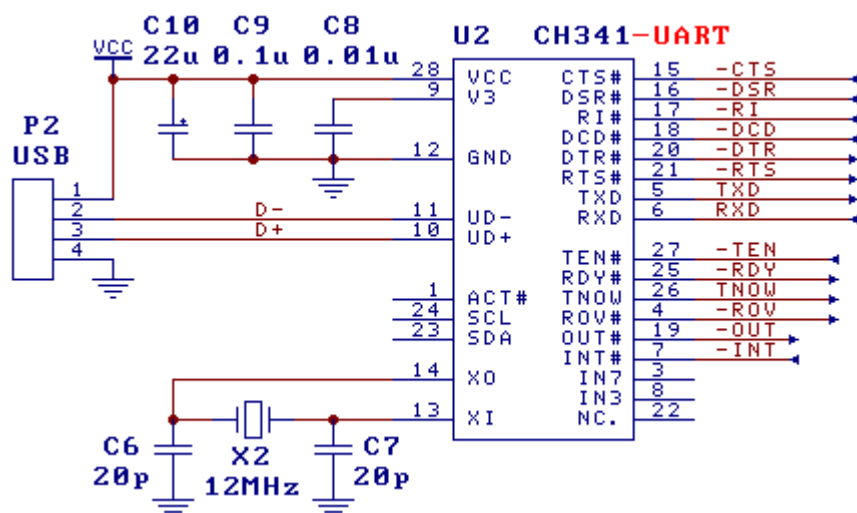 C10 C9 C8
VCC 22u 0.1u 0.01u
U2 CH341-UART
P2
USB
1
2 D-
3 D+
4
28 VCC
9 V3
12 GND
11 UD-
10 UD+
1 ACT#
24 SCL
23 SDA
14 XO
13 XI
CTS# 15 -CTS
DSR# 16 -DSR
RI# 17 -RI
DCD# 18 -DCD
DTR# 20 -DTR
RTS# 21 -RTS
TXD 5 TXD
RXD 6 RXD
TEN# 27 -TEN
RDY# 25 -RDY
TNOW 26 TNOW
ROV# 4 -ROV
OUT# 19 -OUT
INT# 7 -INT
IN7 3
IN3 8
NC. 22
C6 X2 C7
20p 12MHz 20p